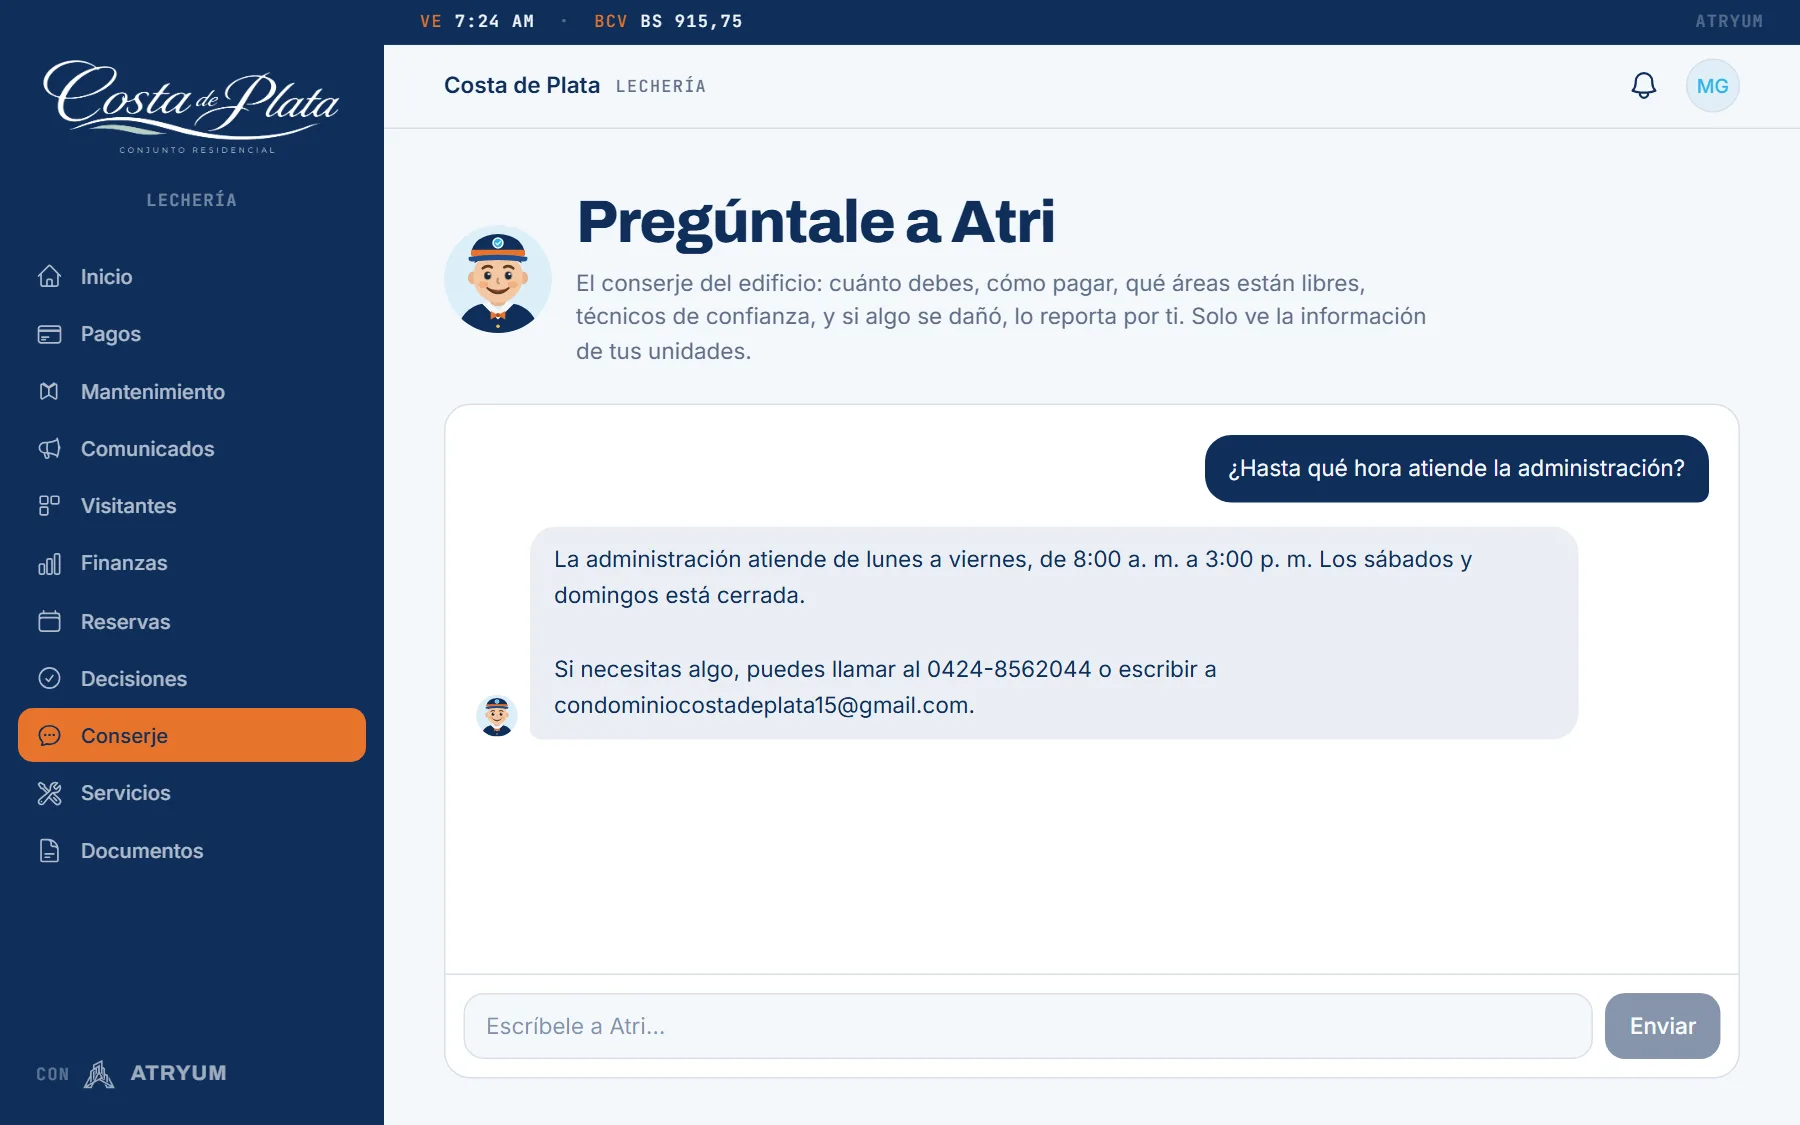 VE 7:24 AM · BCV BS 915,75
ATRYUM
Costa de Plata
CONJUNTO RESIDENCIAL
LECHERÍA
Inicio
Pagos
Mantenimiento
Comunicados
Visitantes
Finanzas
Reservas
Decisiones
Conserje
Servicios
Documentos
CON ATRYUM
Costa de Plata LECHERÍA
MG
Pregúntale a Atri
El conserje del edificio: cuánto debes, cómo pagar, qué áreas están libres,
técnicos de confianza, y si algo se dañó, lo reporta por ti. Solo ve la información
de tus unidades.
¿Hasta qué hora atiende la administración?
La administración atiende de lunes a viernes, de 8:00 a. m. a 3:00 p. m. Los sábados y
domingos está cerrada.
Si necesitas algo, puedes llamar al 0424-8562044 o escribir a
condominiocostadeplata15@gmail.com.
Escríbele a Atri...
Enviar